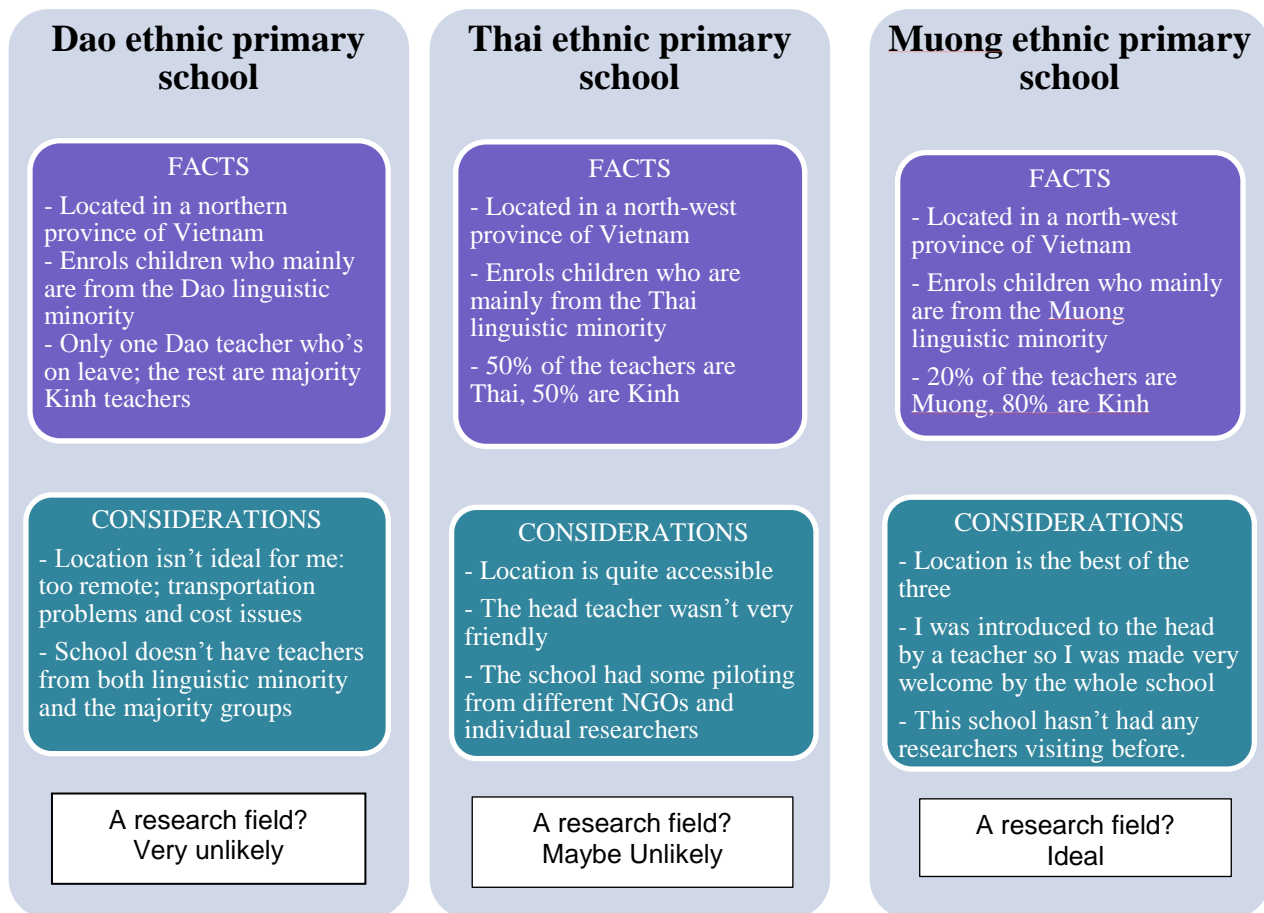 Dao ethnic primary
school
FACTS
- Located in a northern
province of Vietnam
- Enrols children who mainly
are from the Dao linguistic
minority
- Only one Dao teacher who’s
on leave; the rest are majority
Kinh teachers
CONSIDERATIONS
- Location isn’t ideal for me:
too remote; transportation
problems and cost issues
- School doesn’t have teachers
from both linguistic minority
and the majority groups
A research field?
Very unlikely
Thai ethnic primary
school
FACTS
- Located in a north-west
province of Vietnam
- Enrols children who are
mainly from the Thai
linguistic minority
- 50% of the teachers are
Thai, 50% are Kinh
CONSIDERATIONS
- Location is quite accessible
- The head teacher wasn’t very
friendly
- The school had some piloting
from different NGOs and
individual researchers
A research field?
Maybe Unlikely
Muong ethnic primary
school
FACTS
- Located in a north-west
province of Vietnam
- Enrols children who mainly
are from the Muong
linguistic minority
- 20% of the teachers are
Muong, 80% are Kinh
CONSIDERATIONS
- Location is the best of the
three
- I was introduced to the head
by a teacher so I was made very
welcome by the whole school
- This school hasn’t had any
researchers visiting before.
A research field?
Ideal